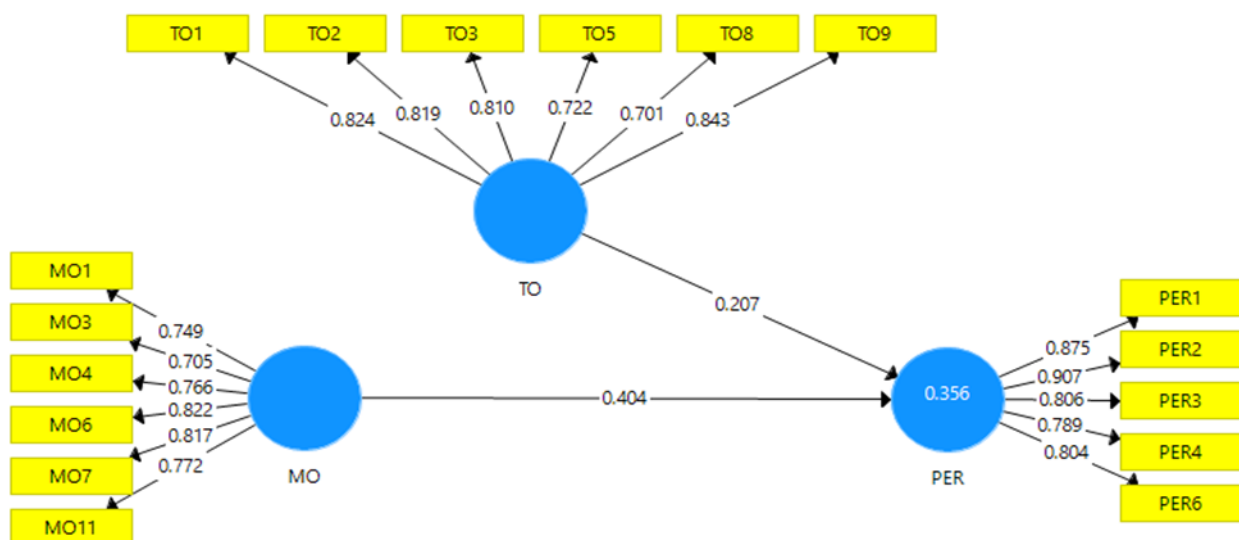 TO1 TO2 TO3 TO5 TO8 TO9
0.824 0.819 0.810 0.722 0.701 0.843
TO
0.207
MO1
MO3
MO4
MO6
MO7
MO11
0.749
0.705
0.766
0.822
0.817
0.772
MO
0.404
0.356
PER
0.875
0.907
0.806
0.789
0.804
PER1
PER2
PER3
PER4
PER6